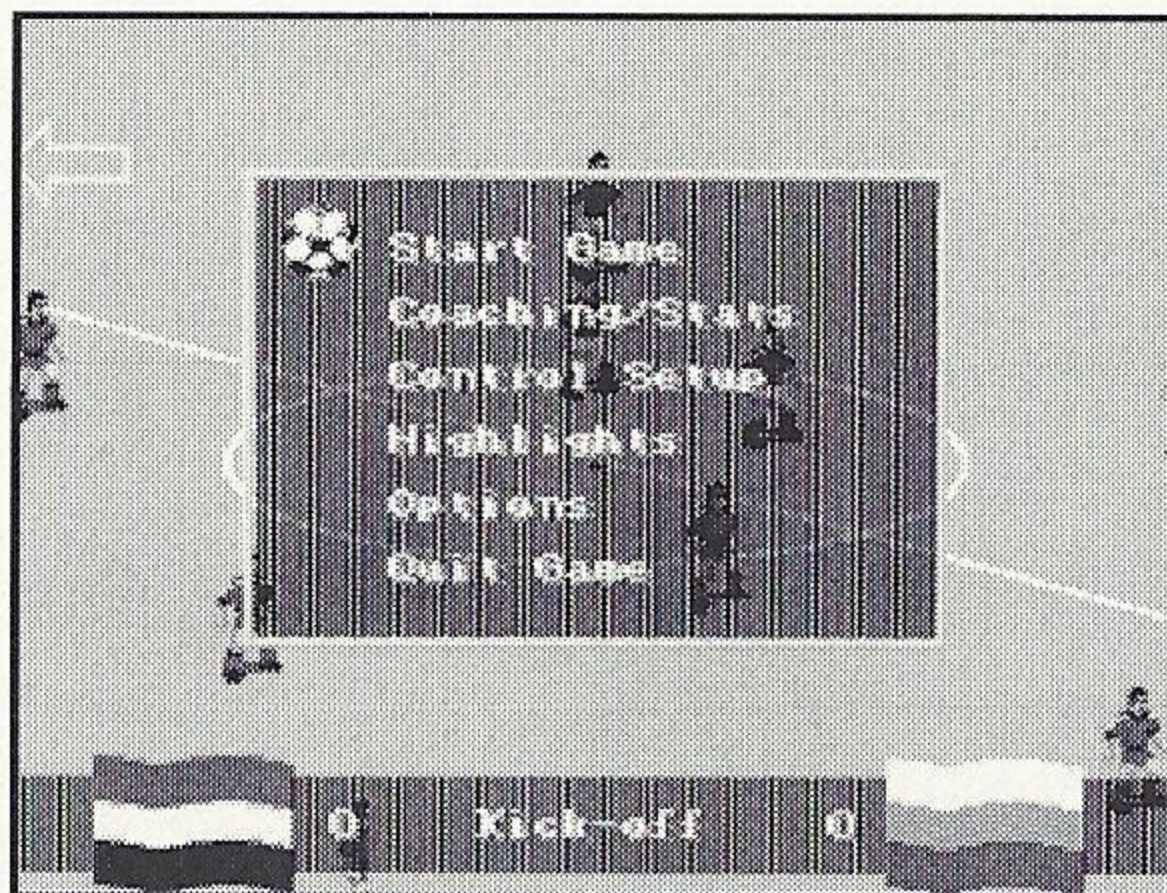 Start Game
Coaching/Stats
Control Setup
Highlights
Options
Quit Game
0 Kick-off 0